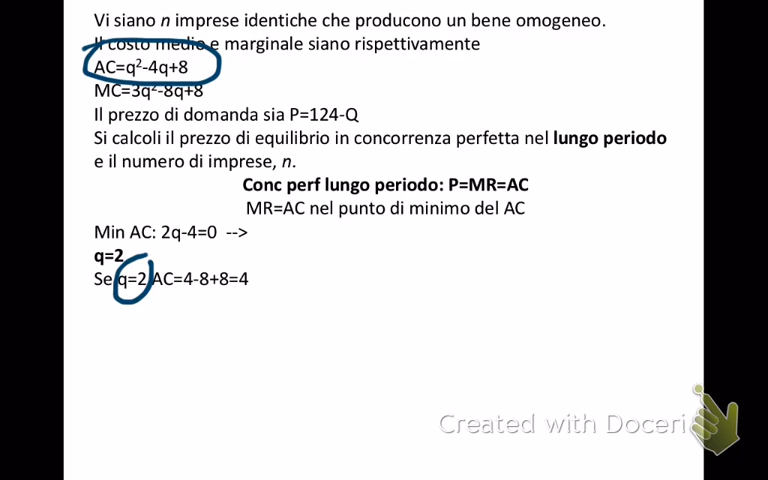 Vi siano n imprese identiche che producono un bene omogeneo.
Il costo medio e marginale siano rispettivamente
AC=q²-4q+8
MC=3q²-8q+8
Il prezzo di domanda sia P=124-Q
Si calcoli il prezzo di equilibrio in concorrenza perfetta nel lungo periodo
e il numero di imprese, n.
Conc perf lungo periodo: P=MR=AC
MR=AC nel punto di minimo del AC
Min AC: 2q-4=0 -->
q=2
Se q=2 AC=4-8+8=4
Created with Doceri